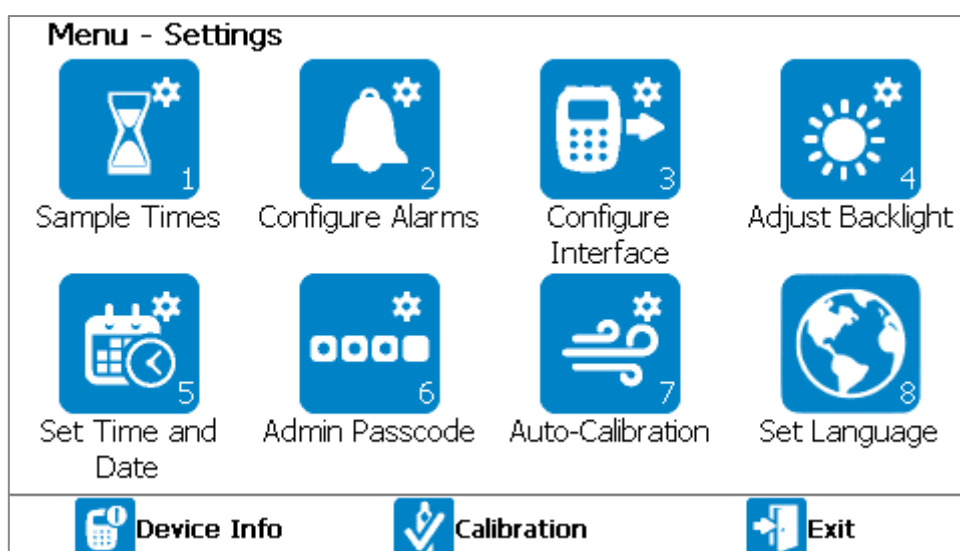 Menu - Settings
1 2 3 4
Sample Times Configure Alarms Configure Adjust Backlight
Interface
5 6 7 8
Set Time and Admin Passcode Auto-Calibration Set Language
Date
Device Info Calibration Exit